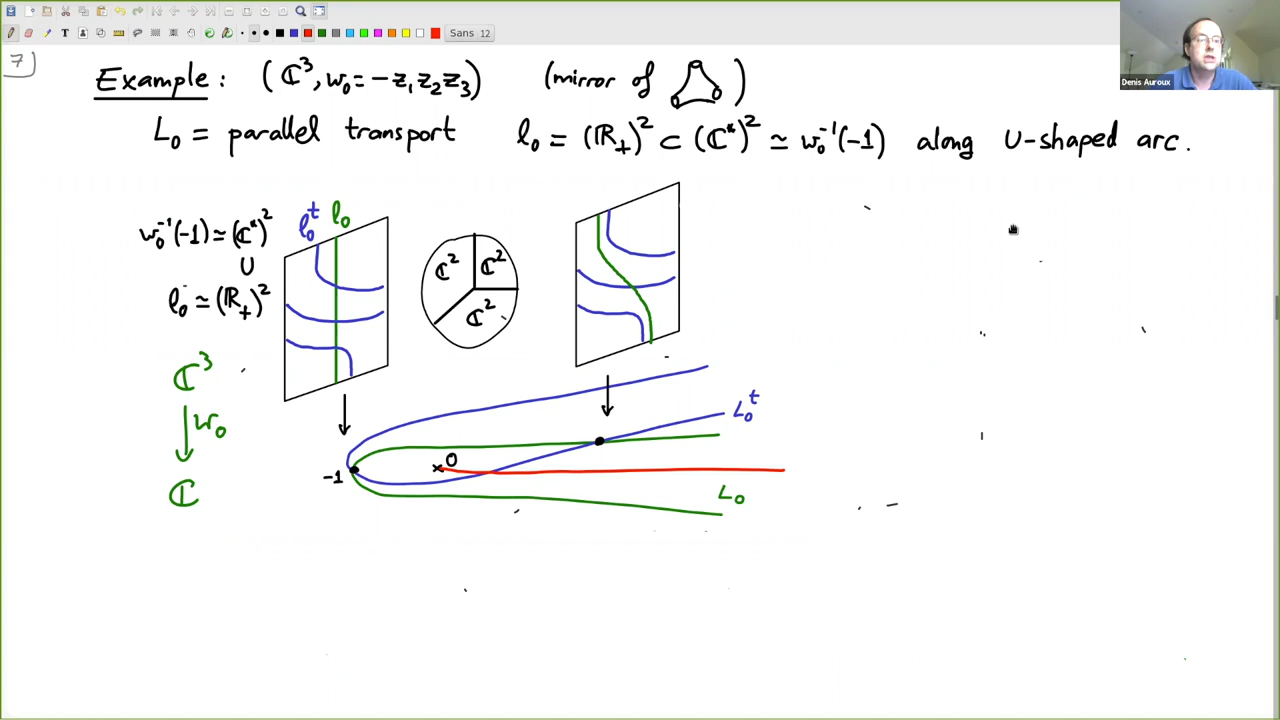 Sans 12
7
Denis Auroux
Example: (ℂ³, w₀ = -z₁z₂z₃) (mirror of )
L₀ = parallel transport l₀ = (ℝ₊)² ⊂ (ℂ*)² ≃ w₀⁻¹(-1) along U-shaped arc.
l₀ᵗ l₀
w₀⁻¹(-1) ≃ (ℂ*)²
∪
l₀ ≃ (ℝ₊)²
ℂ² ℂ²
ℂ²
ℂ³
↓ w₀
ℂ
L₀ᵗ
-1
× 0
L₀